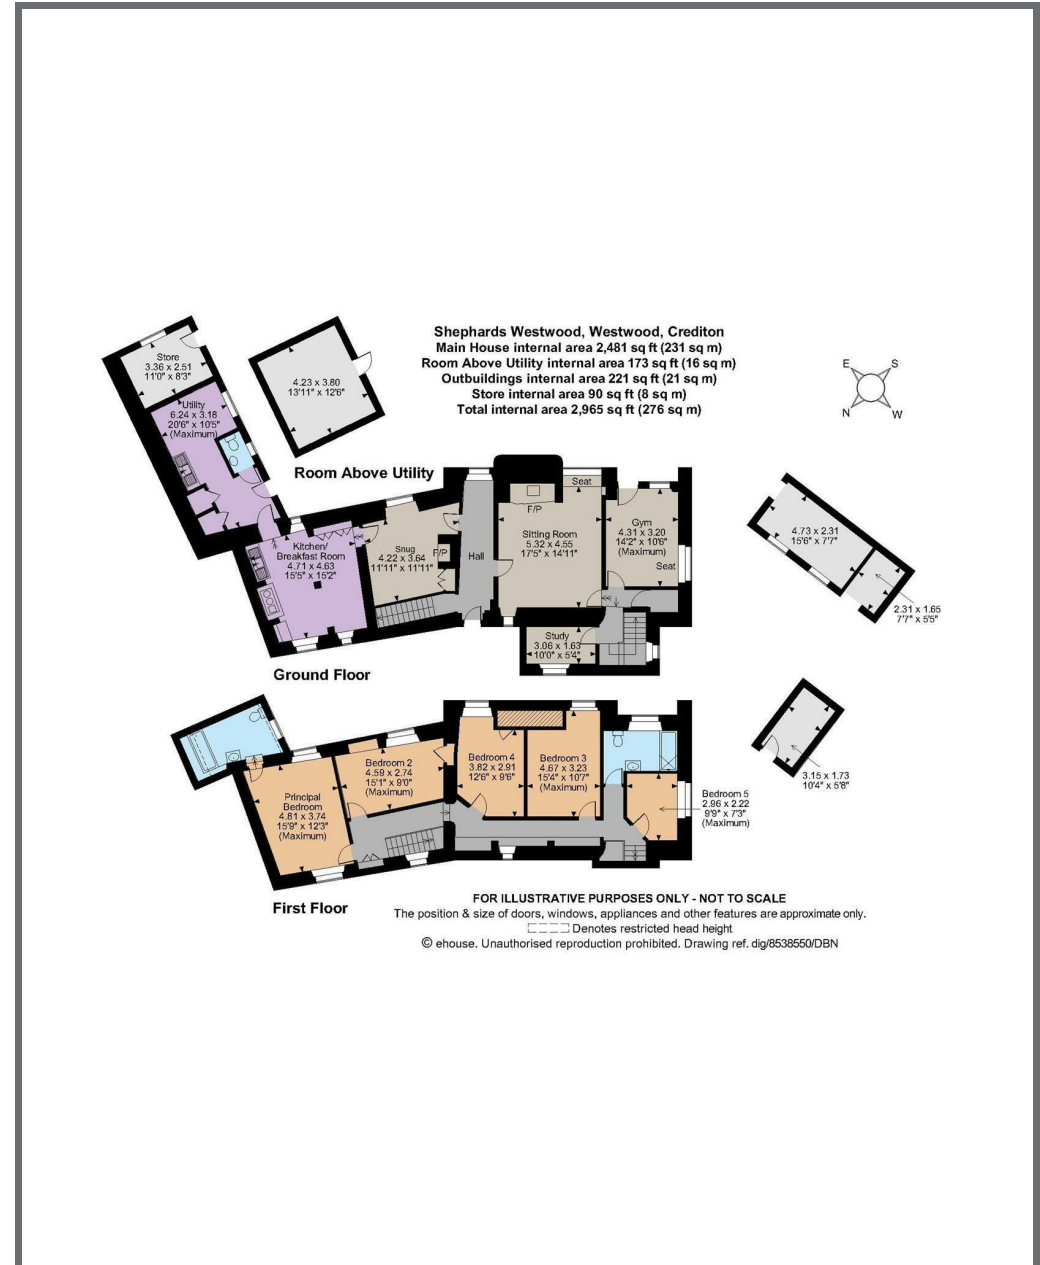 Shephards Westwood, Westwood, Crediton
Main House internal area 2,481 sq ft (231 sq m)
Room Above Utility internal area 173 sq ft (16 sq m)
Outbuildings internal area 221 sq ft (21 sq m)
Store internal area 90 sq ft (8 sq m)
Total internal area 2,965 sq ft (276 sq m)
E
S
N
W
Store
3.36 x 2.51
11'0" x 8'3"
4.23 x 3.80
13'11" x 12'6"
Utility
6.24 x 3.18
20'6" x 10'5"
(Maximum)
Room Above Utility
Kitchen/
Breakfast Room
4.71 x 4.63
15'5" x 15'2"
Snug
4.22 x 3.64
11'11" x 11'11"
F/P
Hall
F/P
Seat
Sitting Room
5.32 x 4.55
17'5" x 14'11"
Gym
4.31 x 3.20
14'2" x 10'6"
(Maximum)
Seat
Study
3.06 x 1.63
10'0" x 5'4"
4.73 x 2.31
15'6" x 7'7"
2.31 x 1.65
7'7" x 5'5"
Ground Floor
Principal
Bedroom
4.81 x 3.74
15'9" x 12'3"
(Maximum)
Bedroom 2
4.59 x 2.74
15'1" x 9'0"
(Maximum)
Bedroom 4
3.82 x 2.91
12'6" x 9'6"
Bedroom 3
4.67 x 3.23
15'4" x 10'7"
(Maximum)
Bedroom 5
2.96 x 2.22
9'9" x 7'3"
(Maximum)
3.15 x 1.73
10'4" x 5'8"
First Floor
FOR ILLUSTRATIVE PURPOSES ONLY - NOT TO SCALE
The position & size of doors, windows, appliances and other features are approximate only.
Denotes restricted head height
© ehouse. Unauthorised reproduction prohibited. Drawing ref. dig/8538550/DBN